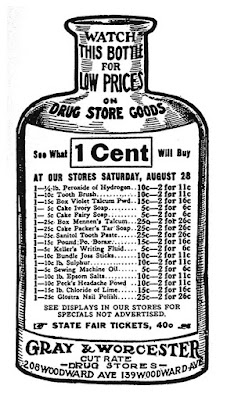 WATCH
THIS BOTTLE
FOR
LOW PRICES
ON
DRUG STORE GOODS
See What 1 Cent Will Buy
AT OUR STORES SATURDAY, AUGUST 28
1—¼-lb. Peroxide of Hydrogen..10c—2 for 11c
1—10c Tooth Brush..........10c—2 for 11c
1—15c Box Violet Talcum Pwd..15c—2 for 16c
1—5c Cake Ivory Soap.......5c—2 for 6c
1—5c Cake Fairy Soap.......5c—2 for 6c
1—25c Box Mennen's Talcum....25c—2 for 26c
1—25c Cake Packer's Tar Soap..25c—2 for 26c
1—25c Sanitol Tooth Paste....25c—2 for 26c
1—15c Pound Po. Borax.......15c—2 for 16c
1—5c Keller's Writing Fluid....5c—2 for 6c
1—10c Bundle Joss Sticks....10c—2 for 11c
1—10c lb. Sulphur..........10c—2 for 11c
1—5c Sewing Machine Oil......5c—2 for 6c
1—10c lb. Epsom Salts.......10c—2 for 11c
1—10c Peck's Headache Powd...10c—2 for 11c
1—15c lb. Chloride of Lime....15c—2 for 16c
1—25c Glostra Nail Polish....25c—2 for 26c
SEE DISPLAYS IN OUR STORES FOR
SPECIALS NOT ADVERTISED.
STATE FAIR TICKETS, 40c
GRAY & WORCESTER
CUT RATE
—DRUG STORES—
208 WOODWARD AVE 139 WOODWARD AVE